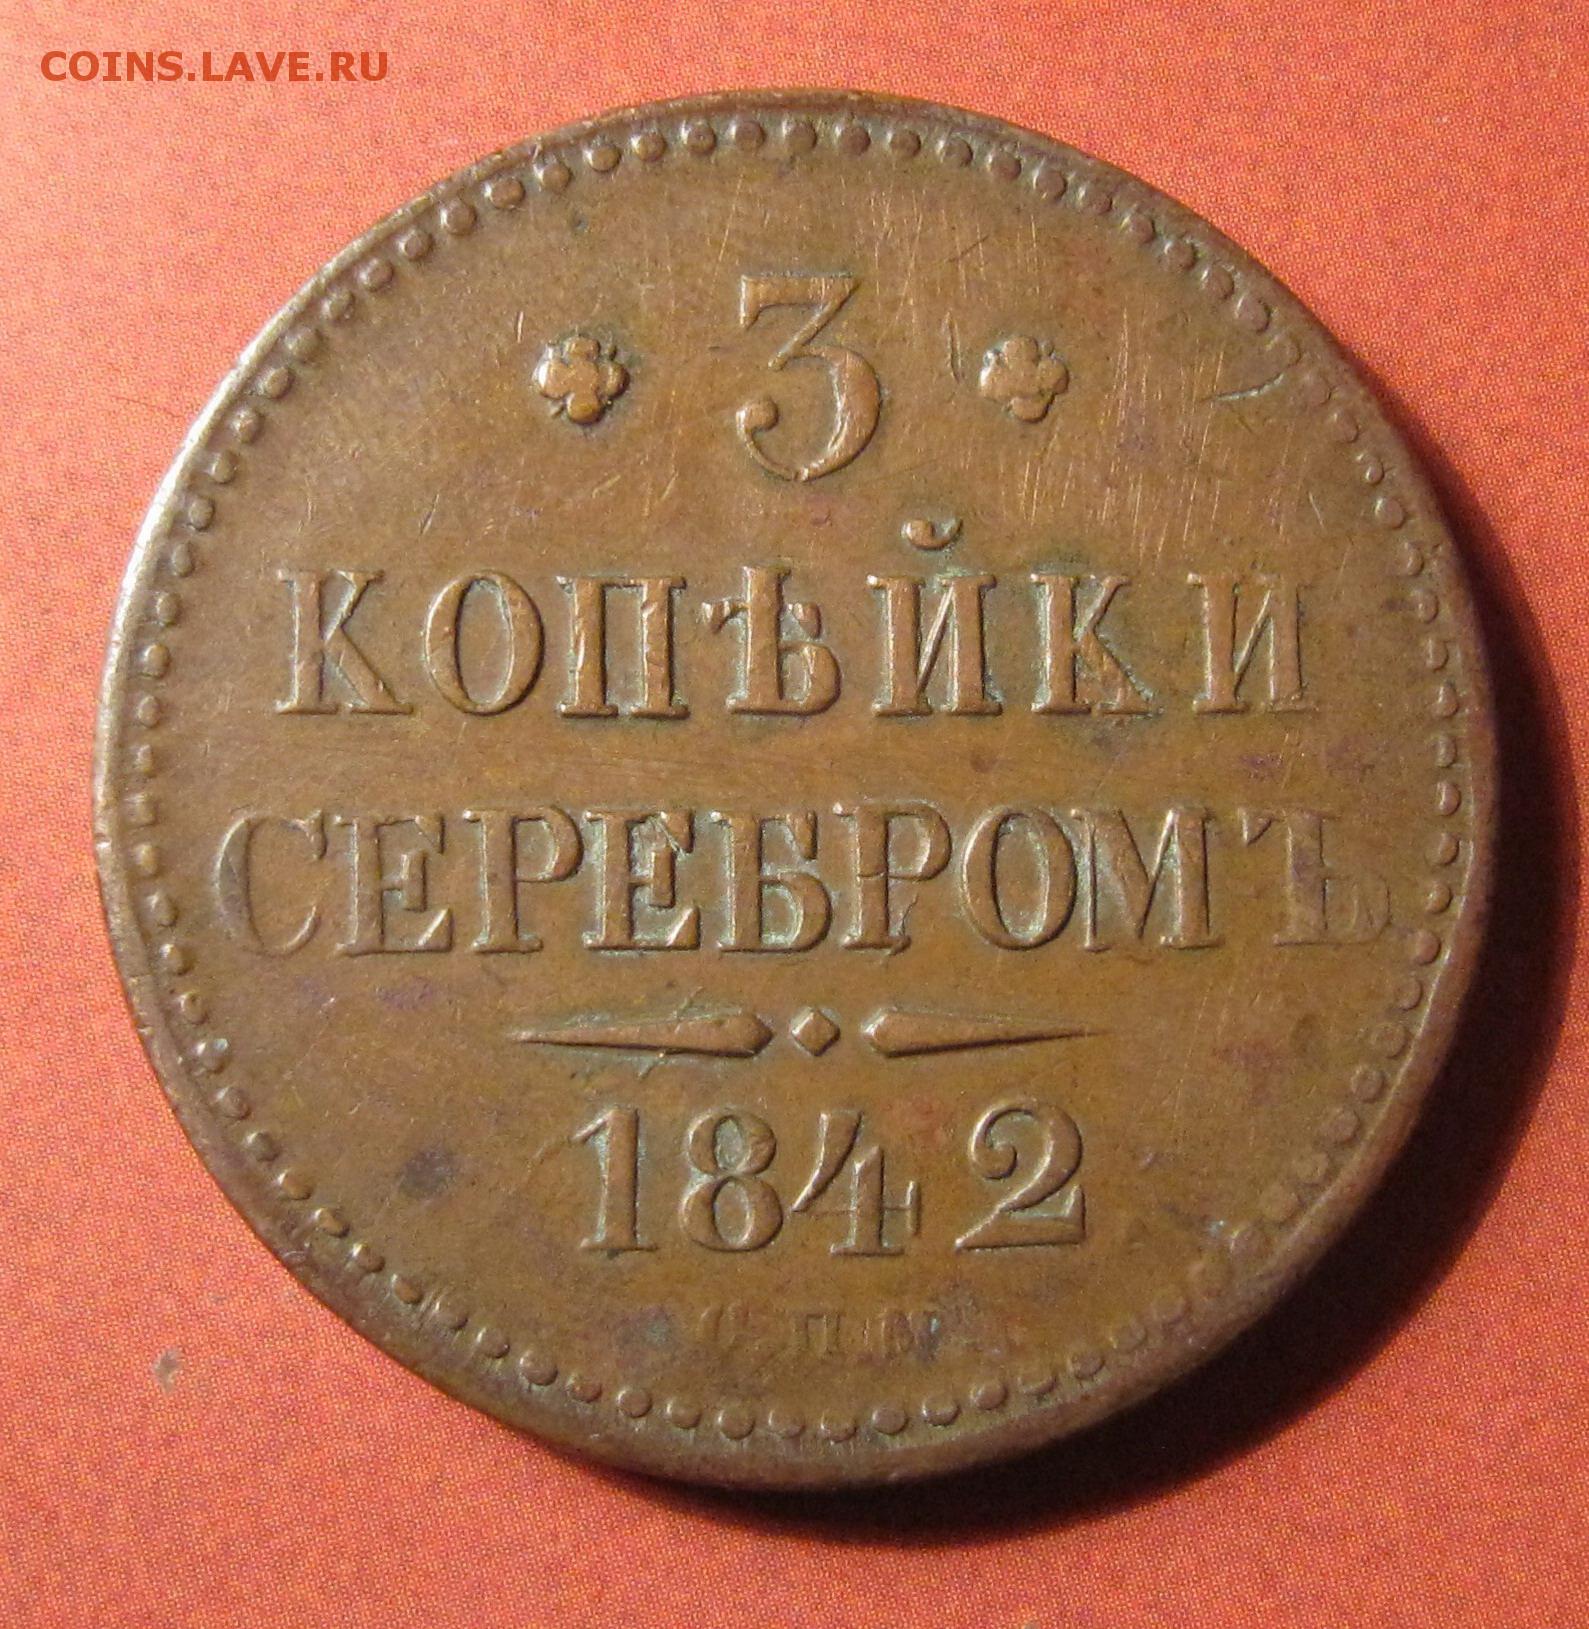 COINS.LAVE.RU
3
КОПѢЙКИ
СЕРЕБРОМЪ
1842
С.П.М.